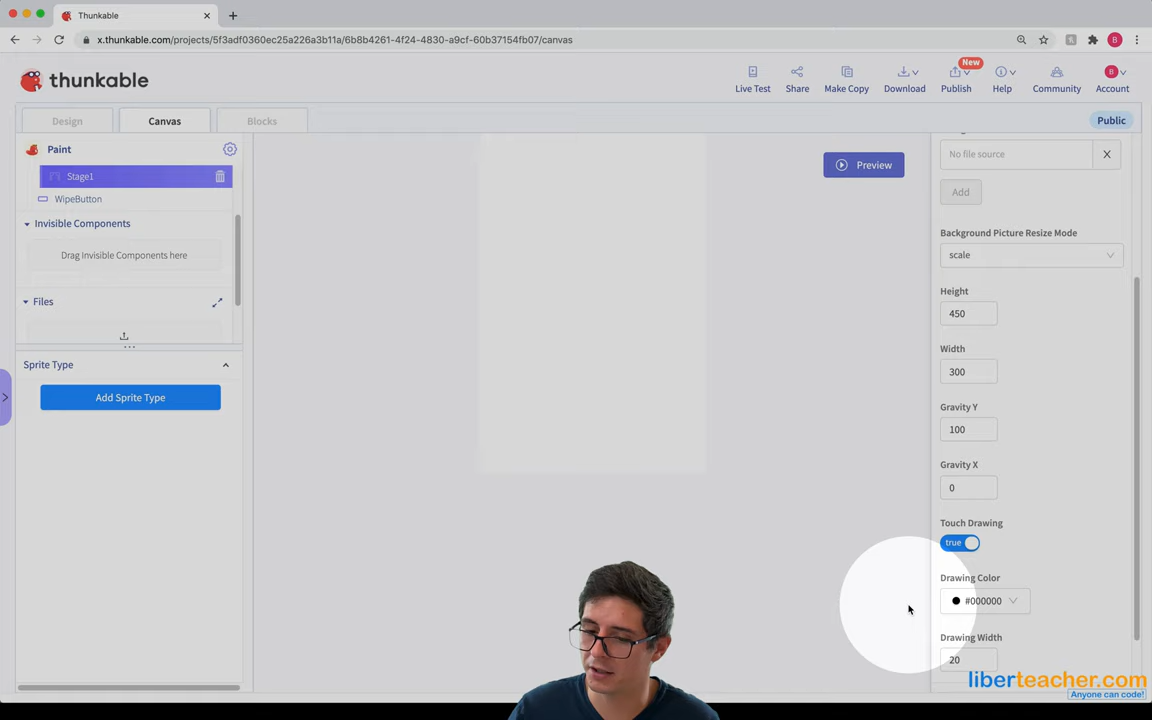 Thunkable
x.thunkable.com/projects/5f3adf0360ec25a226a3b11a/6b8b4261-4f24-4830-a9cf-60b37154fb07/canvas
B
thunkable
New
Live Test
Share
Make Copy
Download
Publish
Help
Community
B
Account
Design
Canvas
Blocks
Public
Paint
Stage1
WipeButton
Invisible Components
Drag Invisible Components here
Files
Sprite Type
Add Sprite Type
Preview
No file source
Add
Background Picture Resize Mode
scale
Height
450
Width
300
Gravity Y
100
Gravity X
0
Touch Drawing
true
Drawing Color
#000000
Drawing Width
20
liberteacher.com
Anyone can code!